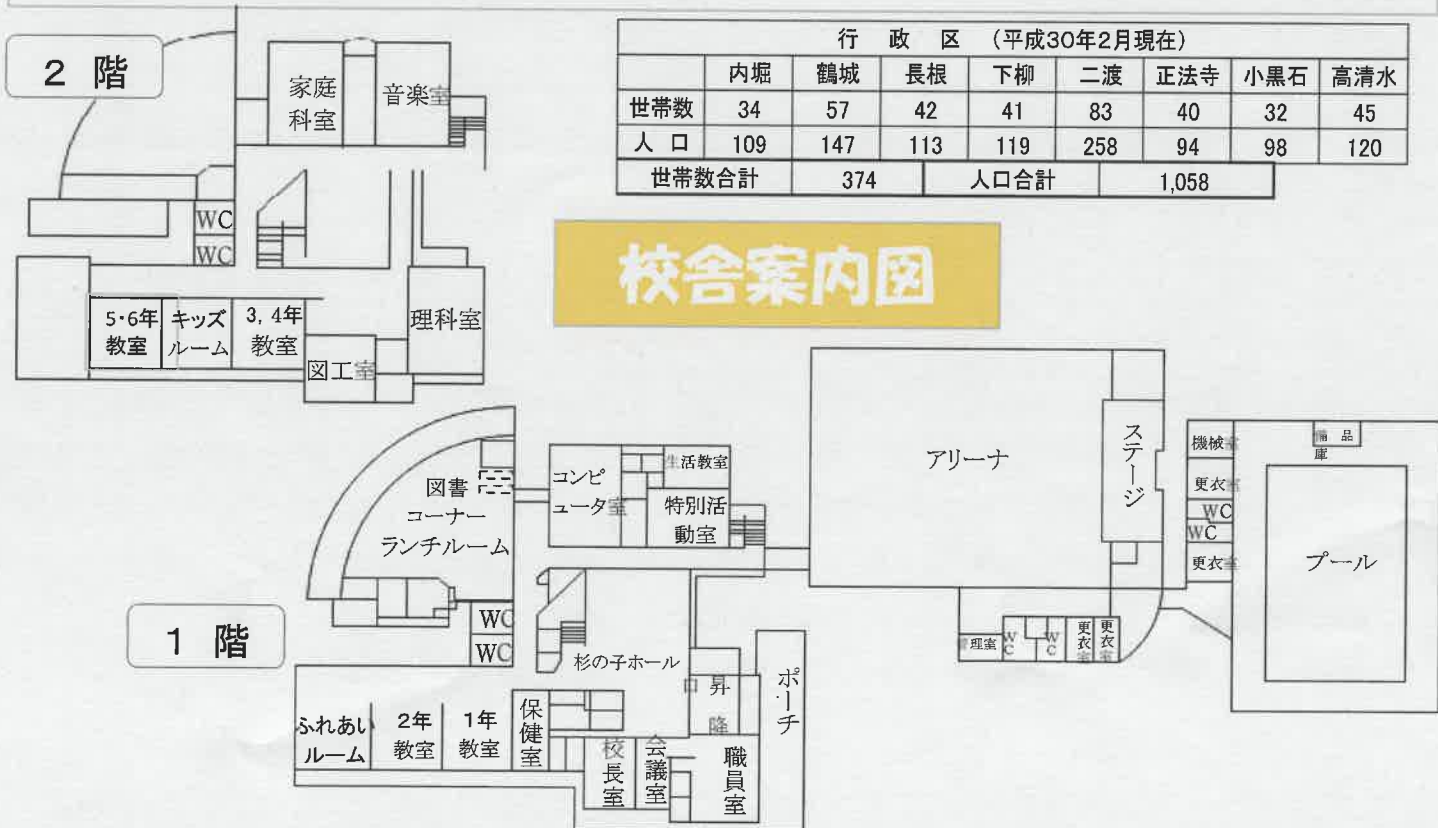 2 階
行 政 区 (平成30年2月現在)
内堀 鶴城 長根 下柳 二渡 正法寺 小黒石 高清水
世帯数 34 57 42 41 83 40 32 45
人 口 109 147 113 119 258 94 98 120
世帯数合計 374 人口合計 1,058
校舎案内図
家庭
科室
音楽室
WC
WC
5・6年
教室
キッズ
ルーム
3, 4年
教室
図工室
理科室
1 階
図書
コーナー
ランチルーム
コンピ
ュータ室
生活教室
特別活
動室
アリーナ
ステージ
機械室
更衣室
WC
WC
更衣室
備 品
庫
プール
管理室
WC
WC
更衣室
更衣室
WC
WC
杉の子ホール
昇 降 口
ポーチ
ふれあい
ルーム
2年
教室
1年
教室
保健室
校長室
会議室
職員室